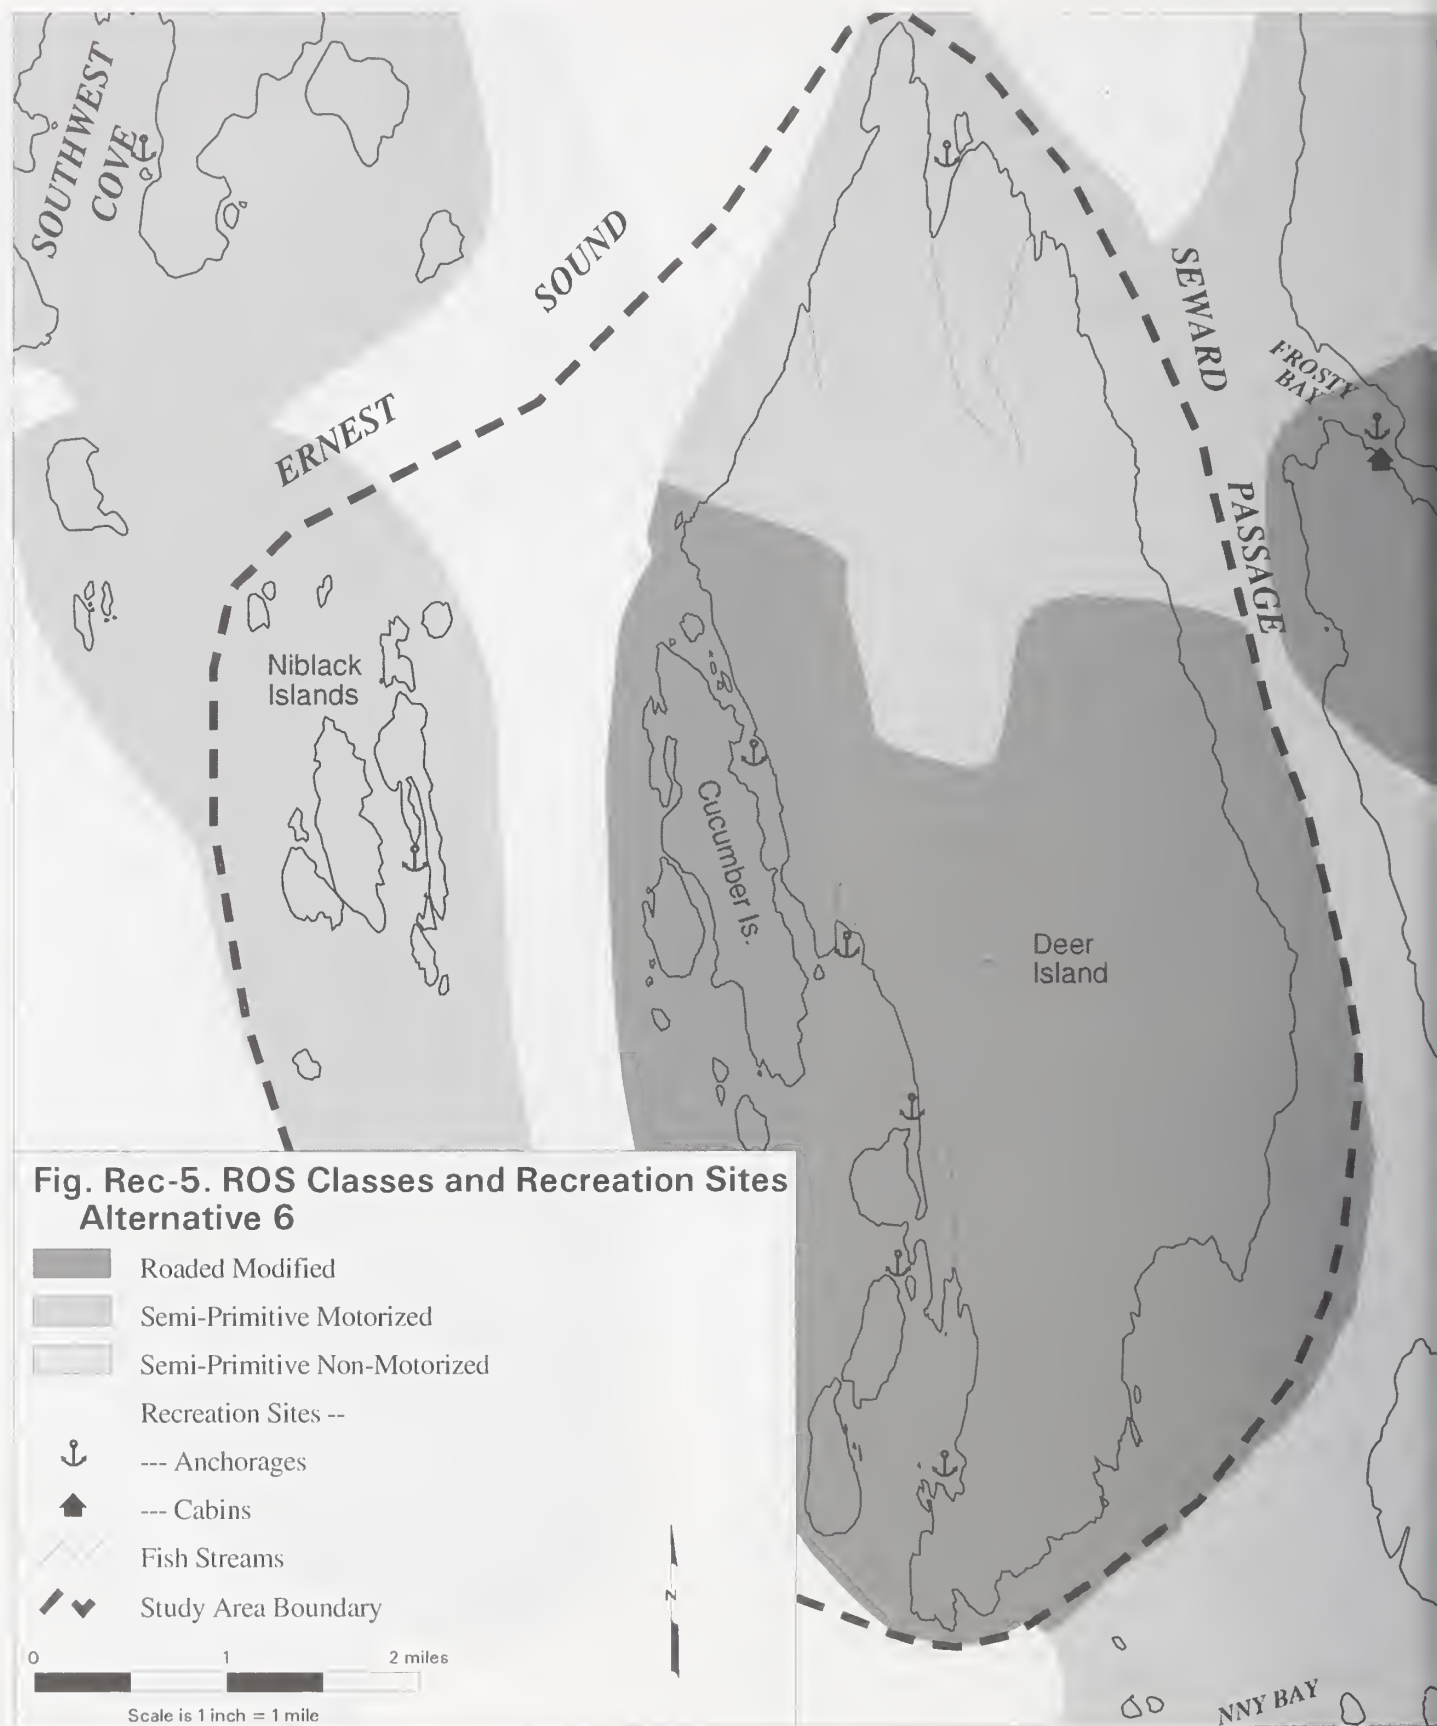 SOUTHWEST
COVE
SOUND
ERNEST
SEWARD
PASSAGE
FROSTY
BAY
Niblack
Islands
Cucumber Is.
Deer
Island
NNY BAY
Fig. Rec-5. ROS Classes and Recreation Sites
Alternative 6
Roaded Modified
Semi-Primitive Motorized
Semi-Primitive Non-Motorized
Recreation Sites --
--- Anchorages
--- Cabins
Fish Streams
Study Area Boundary
N
0 1 2 miles
Scale is 1 inch = 1 mile